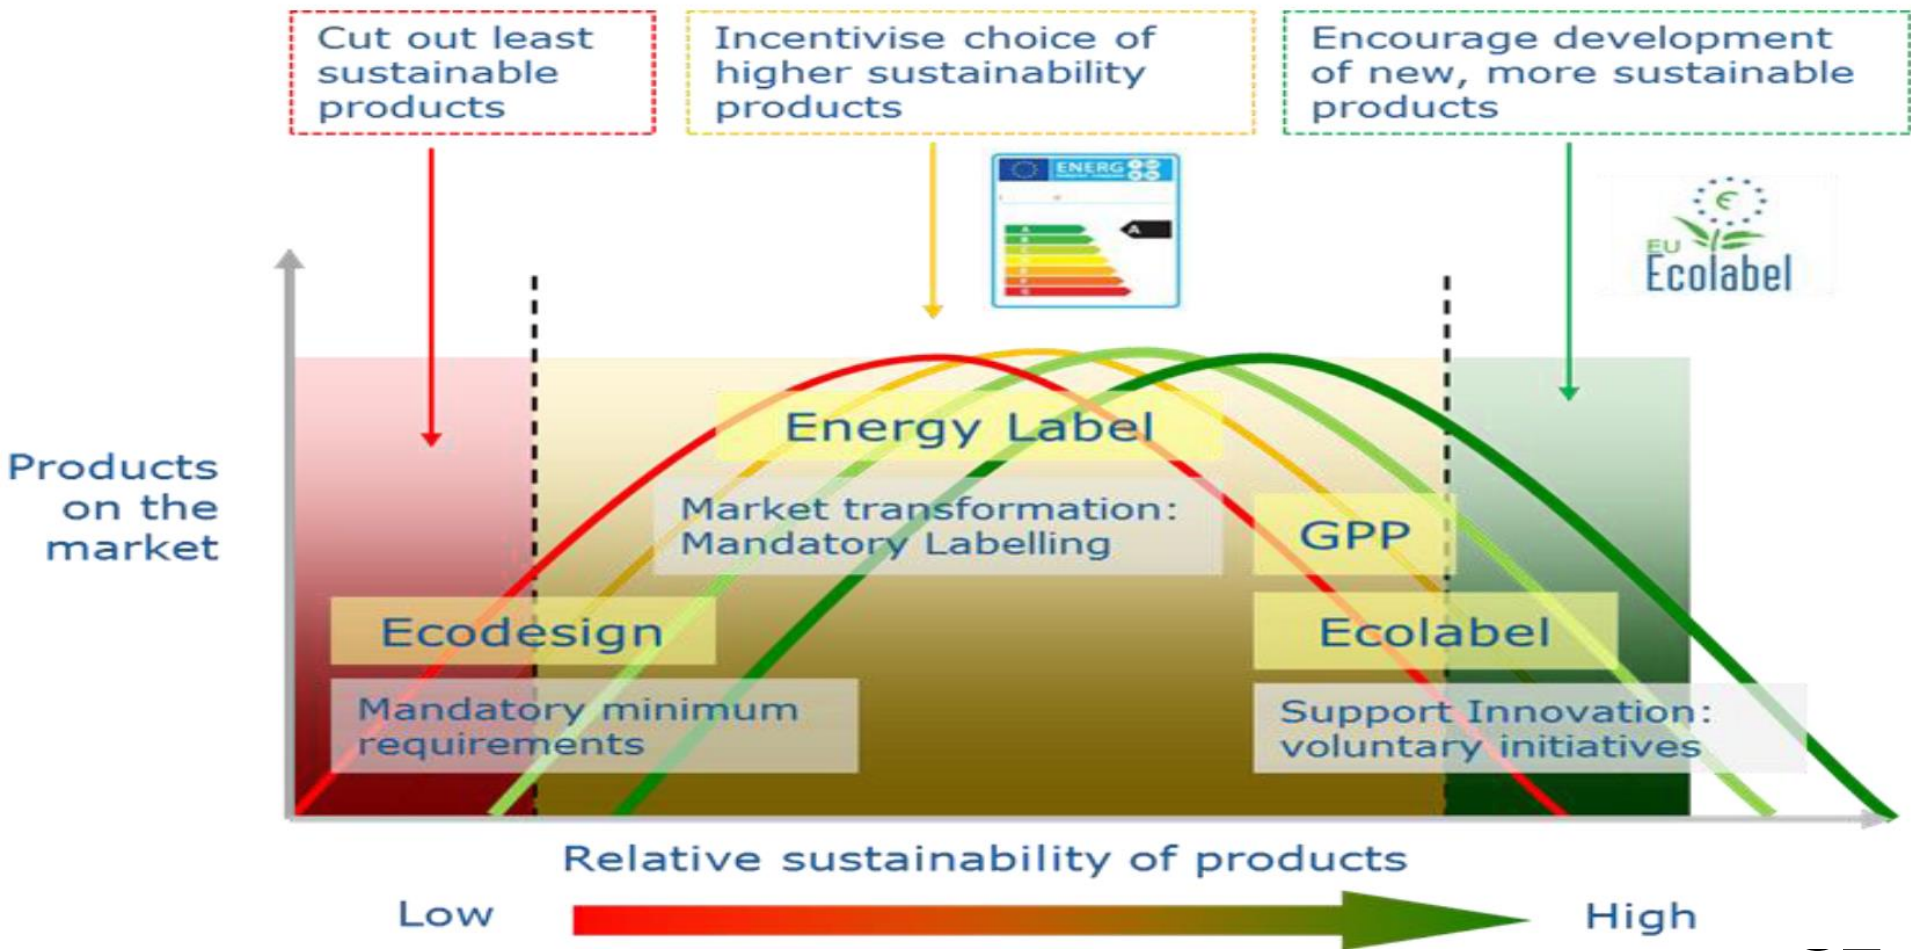 Cut out least
sustainable
products
Incentivise choice of
higher sustainability
products
Encourage development
of new, more sustainable
products
ENERG
A
EU
Ecolabel
Products
on the
market
Energy Label
Market transformation:
Mandatory Labelling
GPP
Ecodesign
Ecolabel
Mandatory minimum
requirements
Support Innovation:
voluntary initiatives
Relative sustainability of products
Low
High